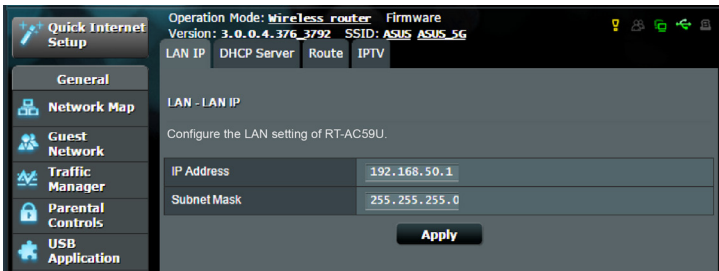 Quick Internet
Setup
Operation Mode: Wireless router Firmware
Version: 3.0.0.4.376_3792 SSID: ASUS ASUS_5G
LAN IP DHCP Server Route IPTV
General
Network Map
Guest
Network
Traffic
Manager
Parental
Controls
USB
Application
LAN - LAN IP
Configure the LAN setting of RT-AC59U.
IP Address 192.168.50.1
Subnet Mask 255.255.255.0
Apply